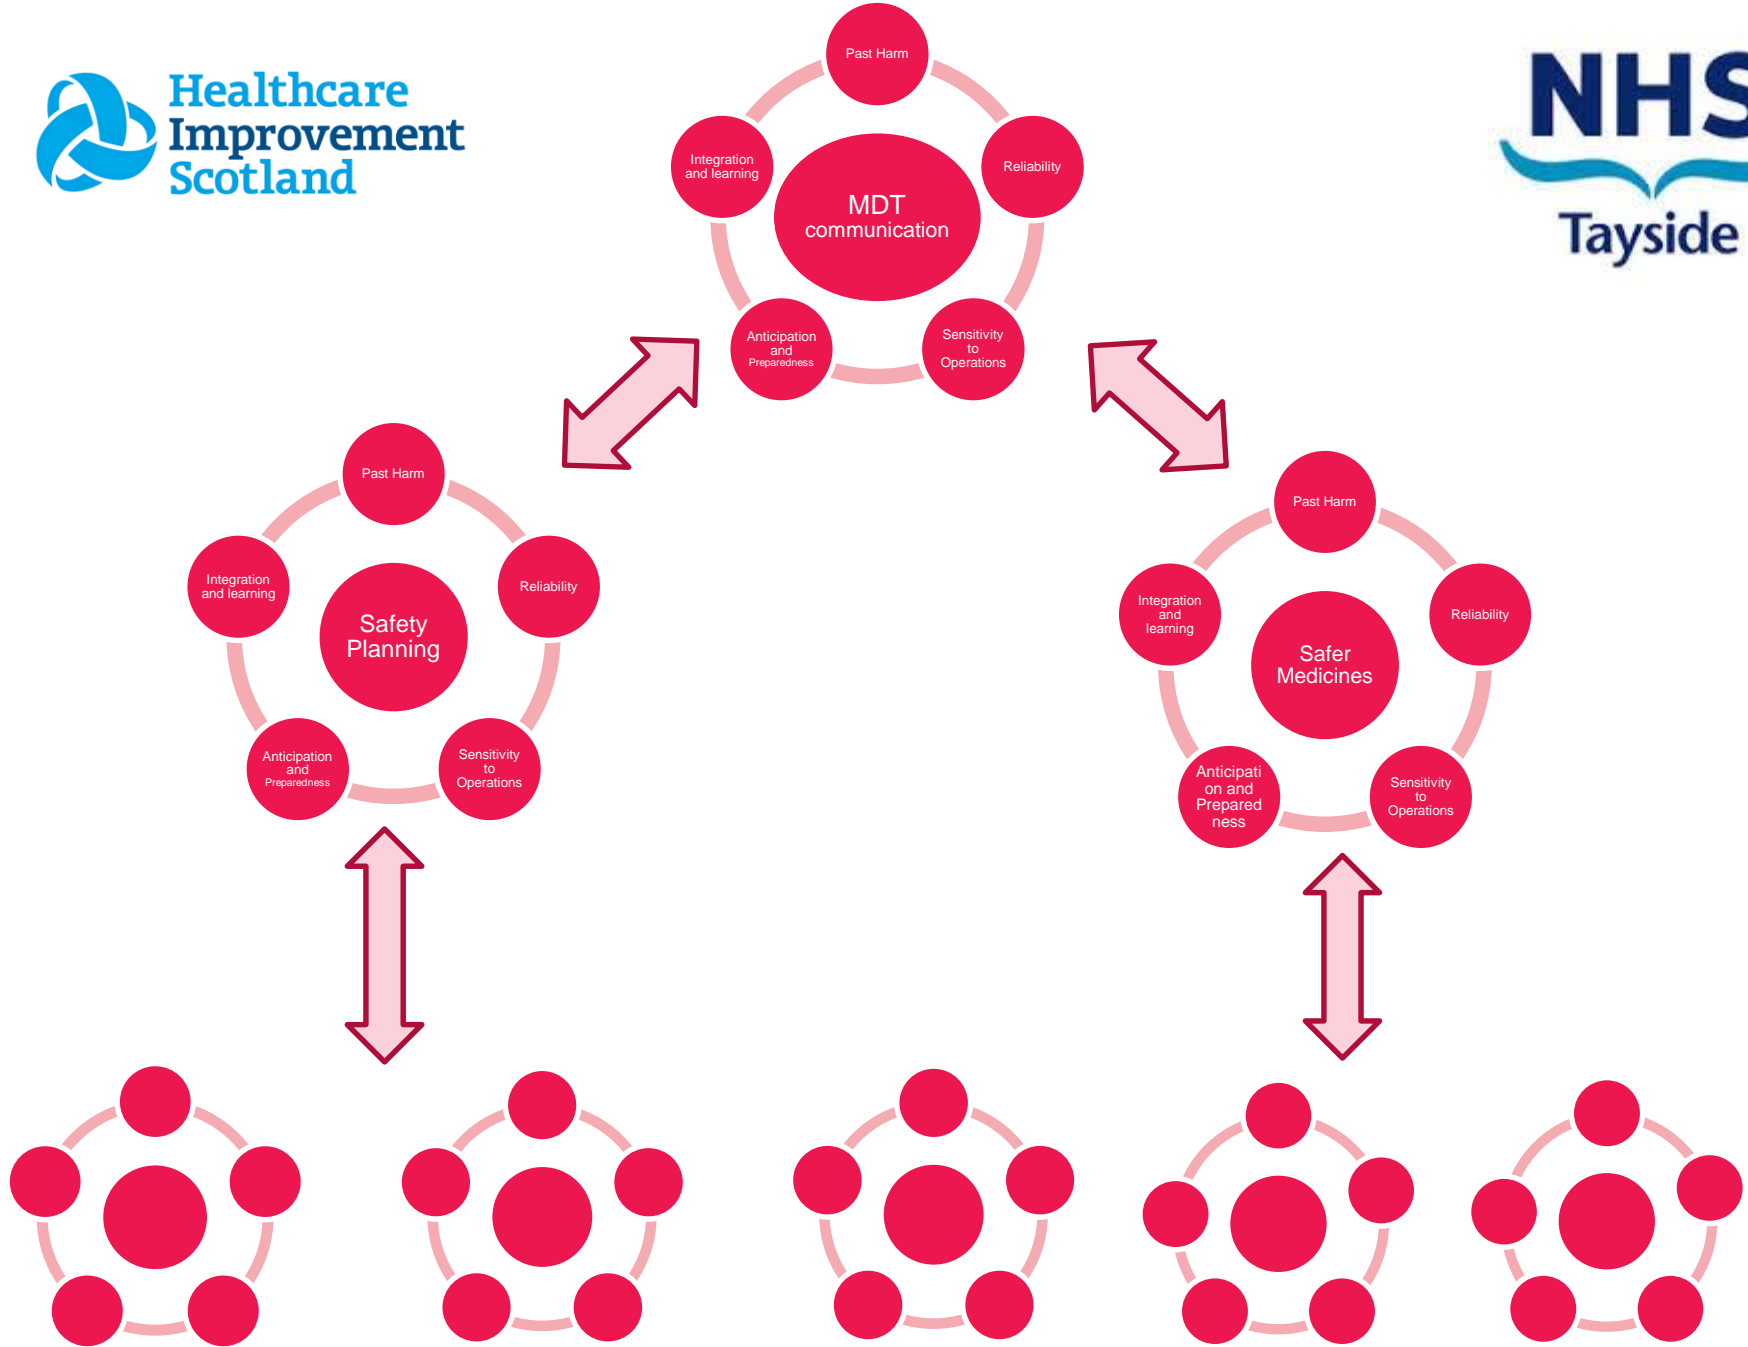 Healthcare
Improvement
Scotland
NHS
Tayside
Past Harm
Integration
and learning
Reliability
MDT
communication
Anticipation
and
Preparedness
Sensitivity
to
Operations
Past Harm
Integration
and learning
Reliability
Safety
Planning
Anticipation
and
Preparedness
Sensitivity
to
Operations
Past Harm
Integration
and
learning
Reliability
Safer
Medicines
Anticipati
on and
Prepared
ness
Sensitivity
to
Operations